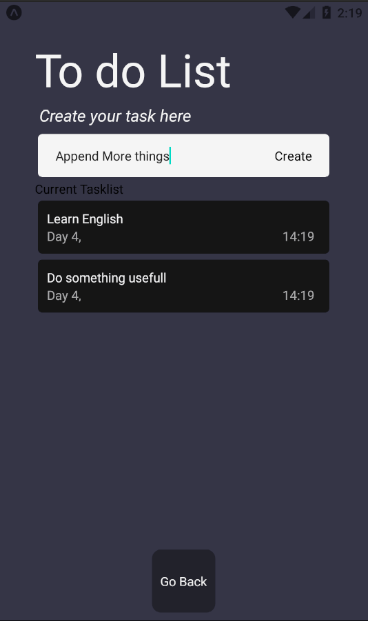 2:19
To do List
Create your task here
Append More things
Create
Current Tasklist
Learn English
Day 4,
14:19
Do something usefull
Day 4,
14:19
Go Back